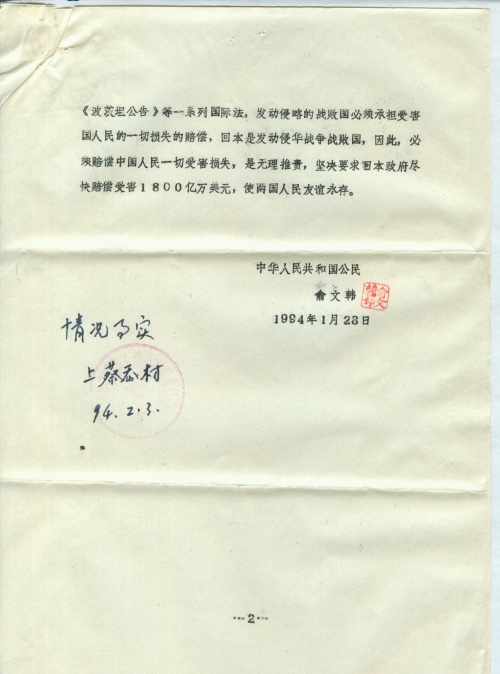 《波茨坦公告》等一系列国际法，发动侵略的战败国必须承担受害
国人民的一切损失的赔偿，回本是发动侵华战争战败国，因此，必
须赔偿中国人民一切受害损失，是无理推责，坚决要求日本政府尽
快赔偿受害1800亿万美元，使两国人民友谊永存。
中华人民共和国公民
俞文韩
1994年1月23日
情况属实
上蔡岙村
94.2.3.
2